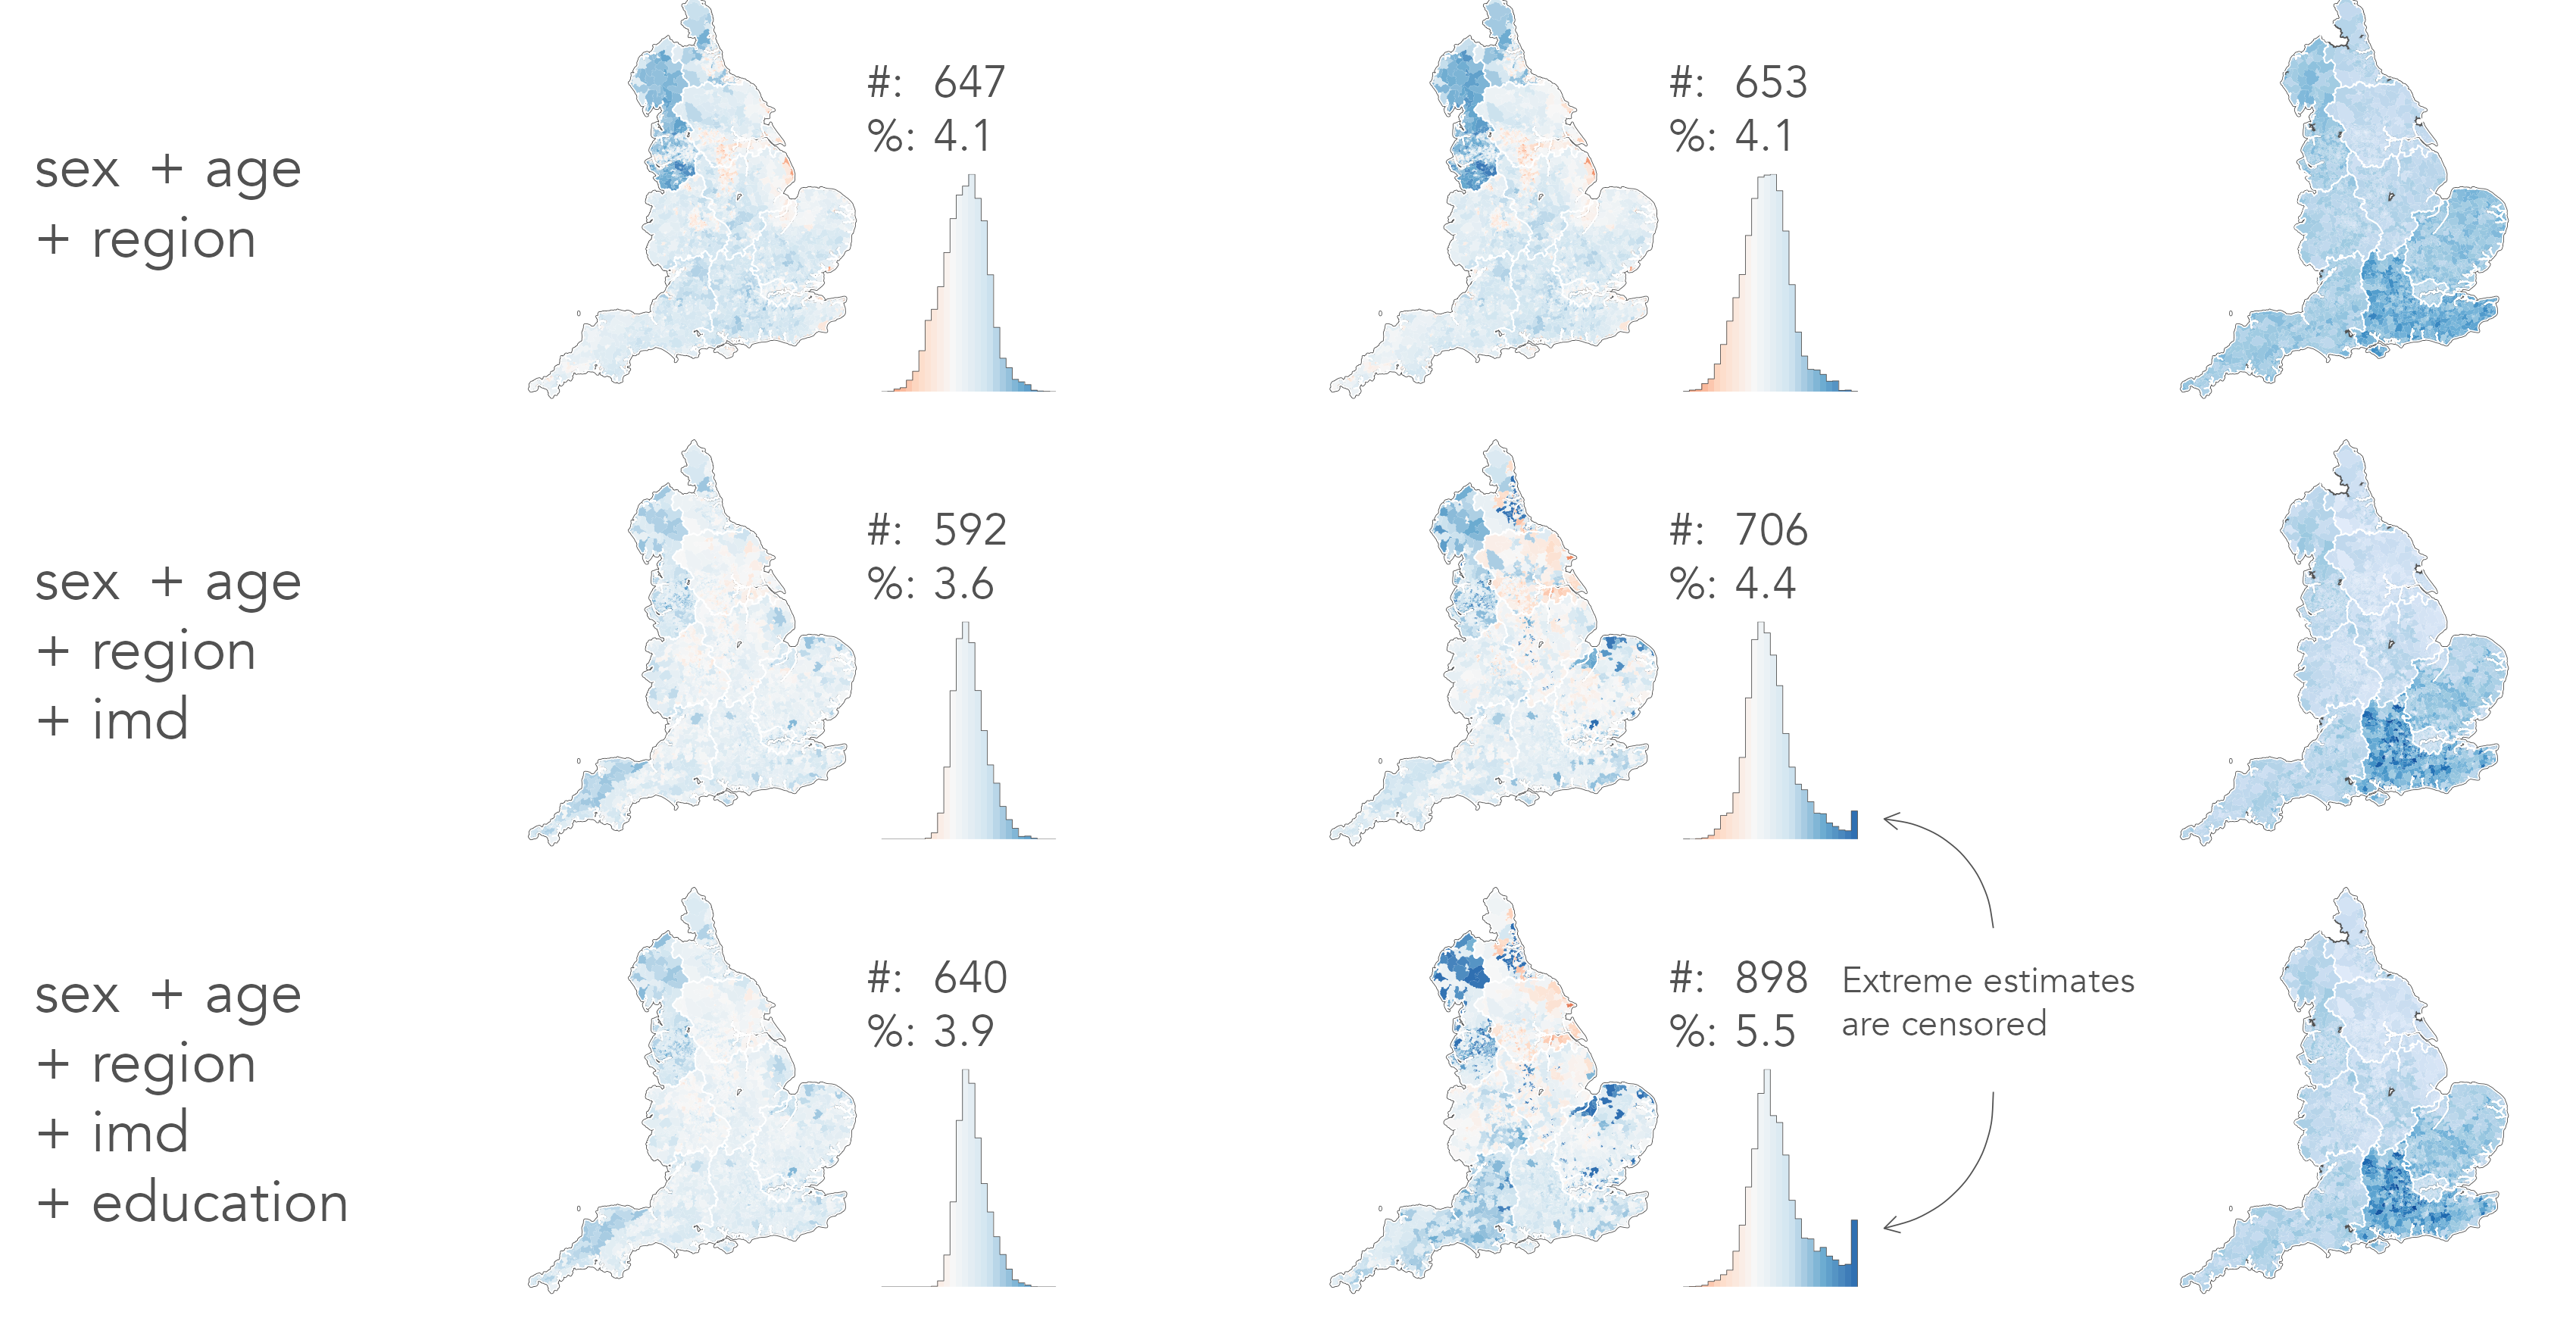 sex + age
+ region
#: 647
%: 4.1
#: 653
%: 4.1
sex + age
+ region
+ imd
#: 592
%: 3.6
#: 706
%: 4.4
sex + age
+ region
+ imd
+ education
#: 640
%: 3.9
#: 898
%: 5.5
Extreme estimates
are censored